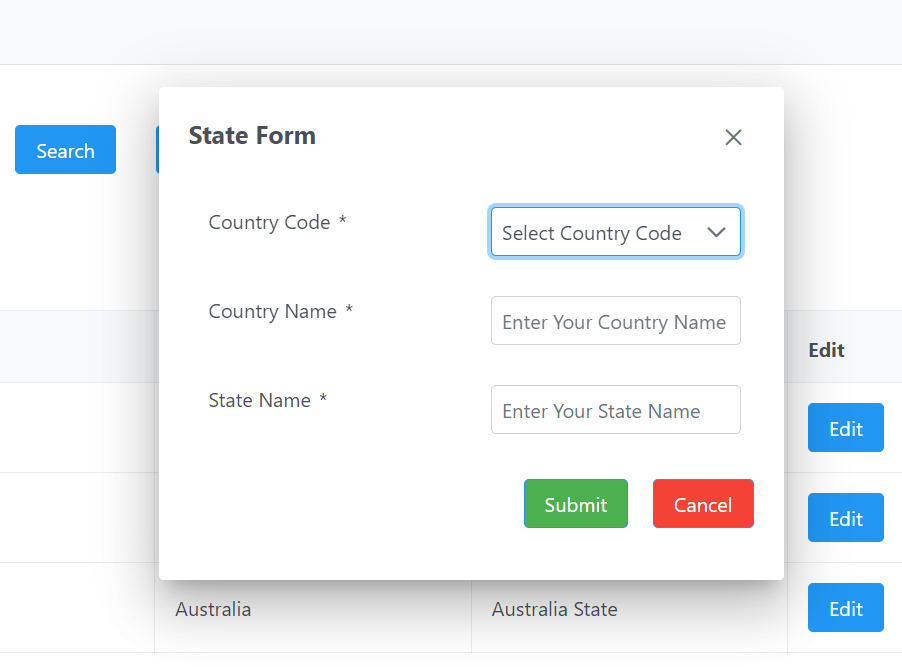 State Form
Search
Country Code *
Select Country Code
Country Name *
Enter Your Country Name
Edit
State Name *
Enter Your State Name
Edit
Submit
Cancel
Edit
Australia
Australia State
Edit